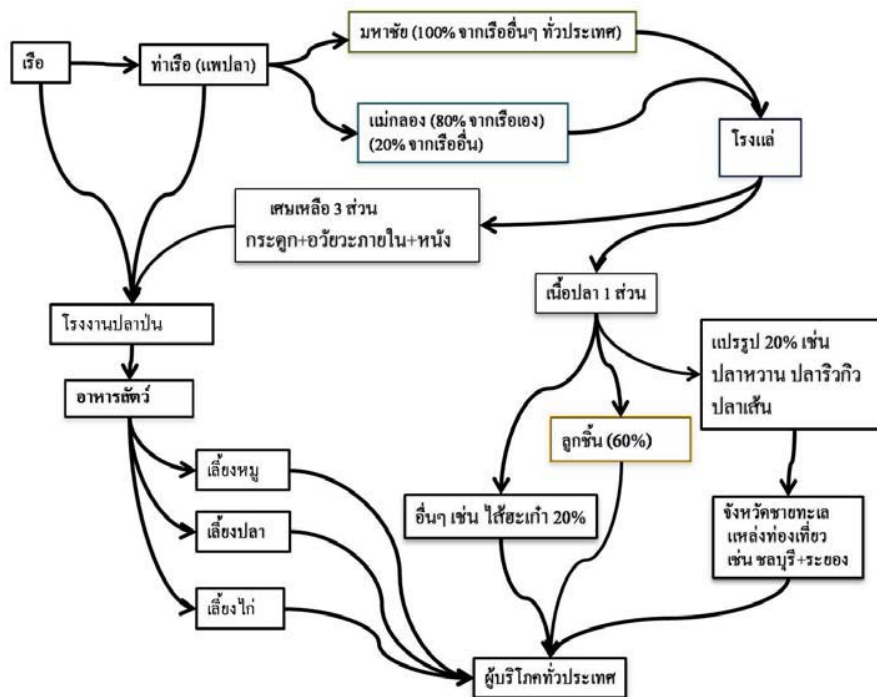 มหาชัย (100% จากเรืออื่นๆ ทั่วประเทศ)
เรือ
ท่าเรือ (แพปลา)
แม่กลอง (80% จากเรือเอง)
(20% จากเรืออื่น)
โรงแล่
เศษเหลือ 3 ส่วน
กระดูก+อวัยวะภายใน+หนัง
เนื้อปลา 1 ส่วน
โรงงานปลาป่น
แปรรูป 20% เช่น
ปลาหวาน ปลาริวกิว
ปลาเส้น
อาหารสัตว์
ลูกชิ้น (60%)
เลี้ยงหมู
อื่นๆ เช่น ไส้ฮะเก๋า 20%
จังหวัดชายทะเล
แหล่งท่องเที่ยว
เช่น ชลบุรี+ระยอง
เลี้ยงปลา
เลี้ยงไก่
ผู้บริโภคทั่วประเทศ